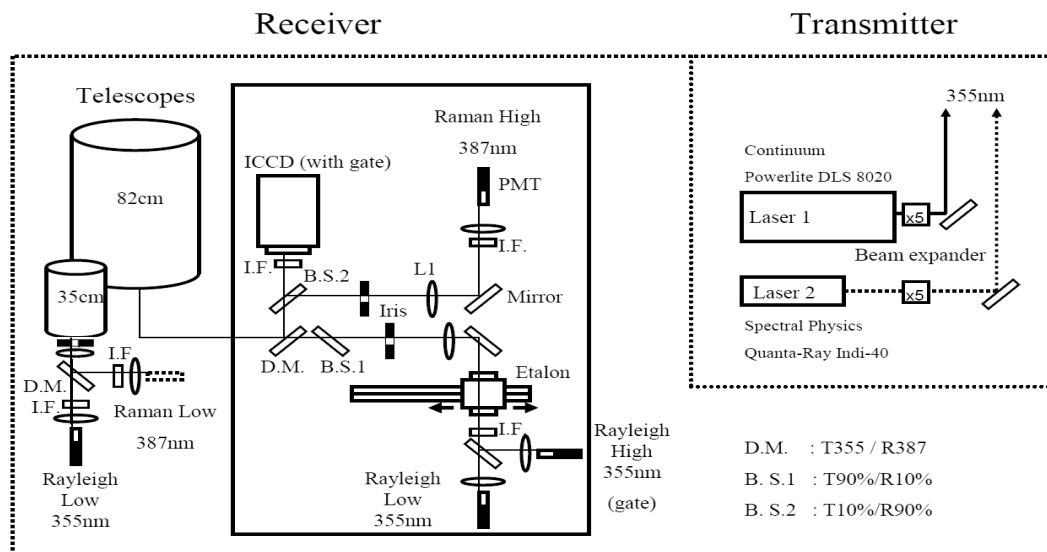 Receiver
Transmitter
Telescopes
82cm
35cm
D.M.
I.F.
I.F
Raman Low
387nm
Rayleigh
Low
355nm
ICCD (with gate)
I.F.
B.S.2
L1
Iris
D.M.
B.S.1
Raman High
387nm
PMT
I.F.
Mirror
Etalon
I.F.
Rayleigh
High
355nm
(gate)
Rayleigh
Low
355nm
355nm
Continuum
Powerlite DLS 8020
Laser 1
x5
Beam expander
Laser 2
x5
Spectral Physics
Quanta-Ray Indi-40
D.M. : T355 / R387
B. S.1 : T90%/R10%
B. S.2 : T10%/R90%